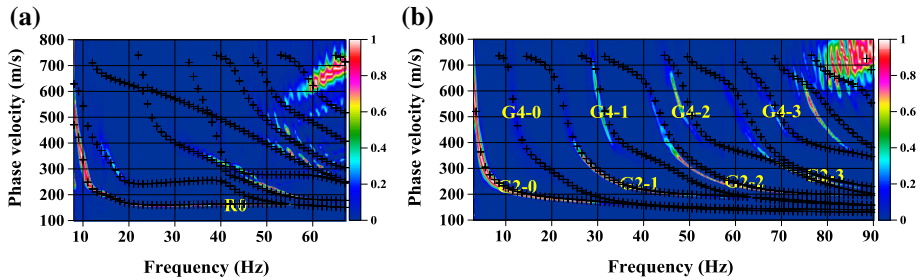 (a)
(b)
Phase velocity (m/s)
800
700
600
500
400
300
200
100
10
20
30
40
50
60
Frequency (Hz)
R0
1
0.8
0.6
0.4
0.2
0
Phase velocity (m/s)
800
700
600
500
400
300
200
100
10
20
30
40
50
60
70
80
90
Frequency (Hz)
G4-0
G4-1
G4-2
G4-3
G2-0
G2-1
G2-2
G2-3
1
0.8
0.6
0.4
0.2
0